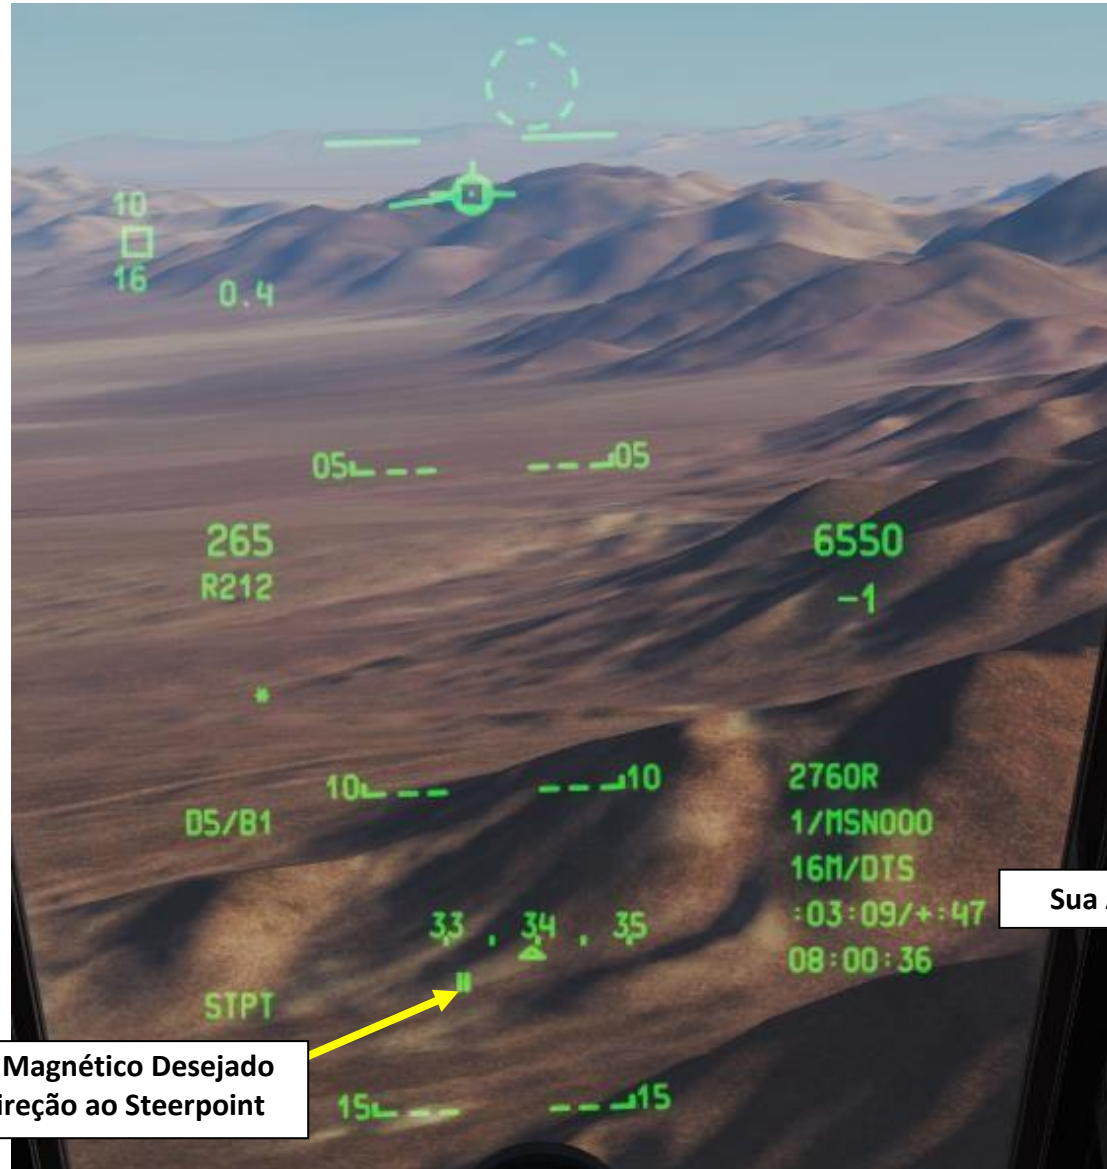 10
16
0.4
05 05
265
6550
R212
-1
10 10
2760R
D5/B1
1/MSN000
16M/DTS
Sua
33 34 35
:03:09/+:47
08:00:36
STPT
Magnético Desejado
ireção ao Steerpoint
15 15